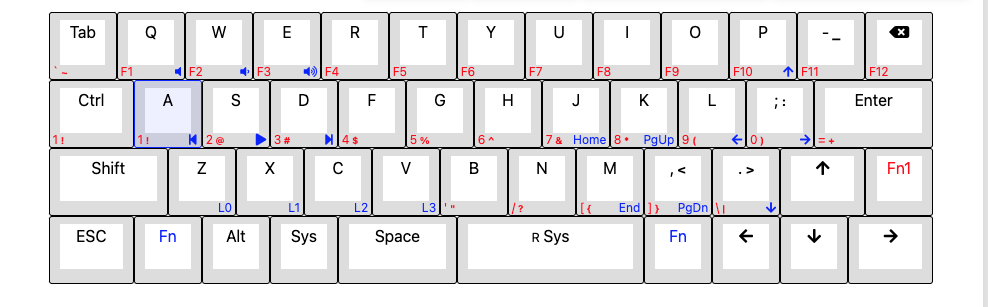 Tab Q W E R T Y U I O P - _
` ~ F1 F2 F3 F4 F5 F6 F7 F8 F9 F10 ↑ F11 F12
Ctrl A S D F G H J K L ; : Enter
1 ! 1 ! 2 @ 3 # 4 $ 5 % 6 ^ 7 & Home 8 * PgUp 9 ( ← 0 ) → = +
Shift Z X C V B N M , < . > ↑ Fn1
L0 L1 L2 L3 ' " / ? [ { End ] } PgDn \ | ↓
ESC Fn Alt Sys Space R Sys Fn ← ↓ →